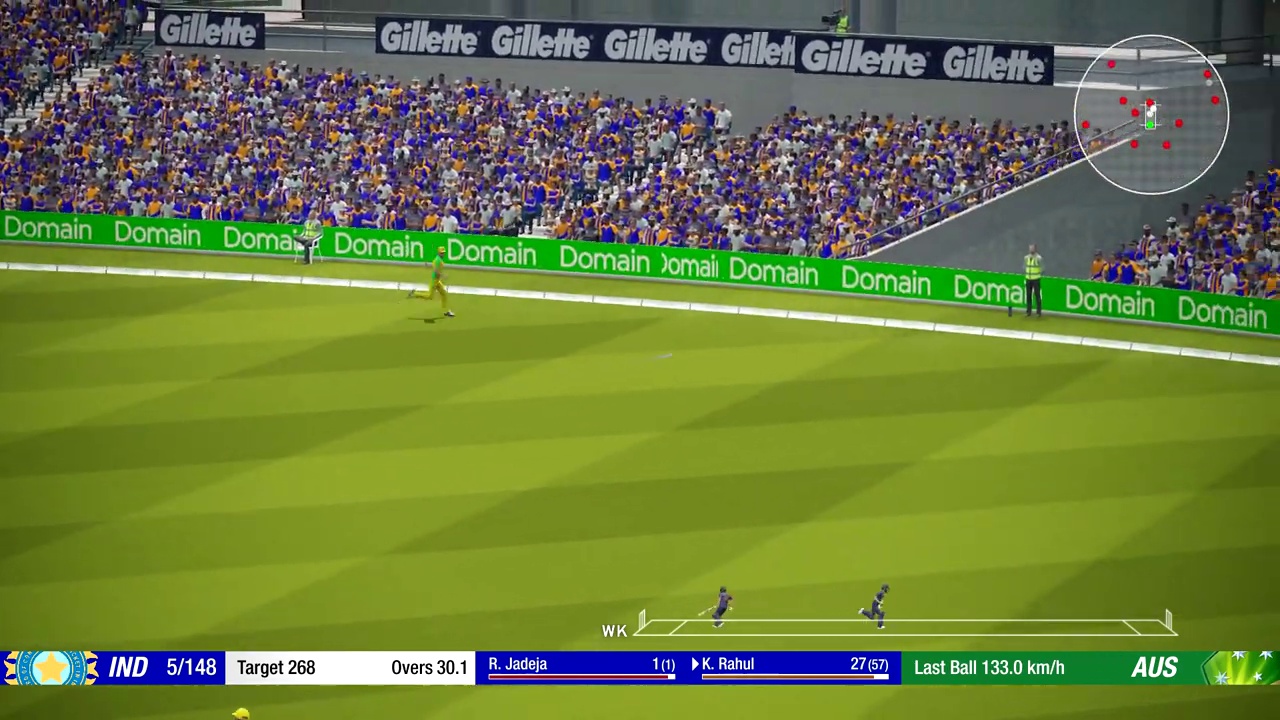 Gillette Gillette Gillette Gillette Gillett Gillette Gillette
Domain Domain Domain Domain Domain Domain Domain Domain Domain Domain Domain
WK
IND 5/148 Target 268 Overs 30.1 R. Jadeja 1(1) K. Rahul 27(57) Last Ball 133.0 km/h AUS